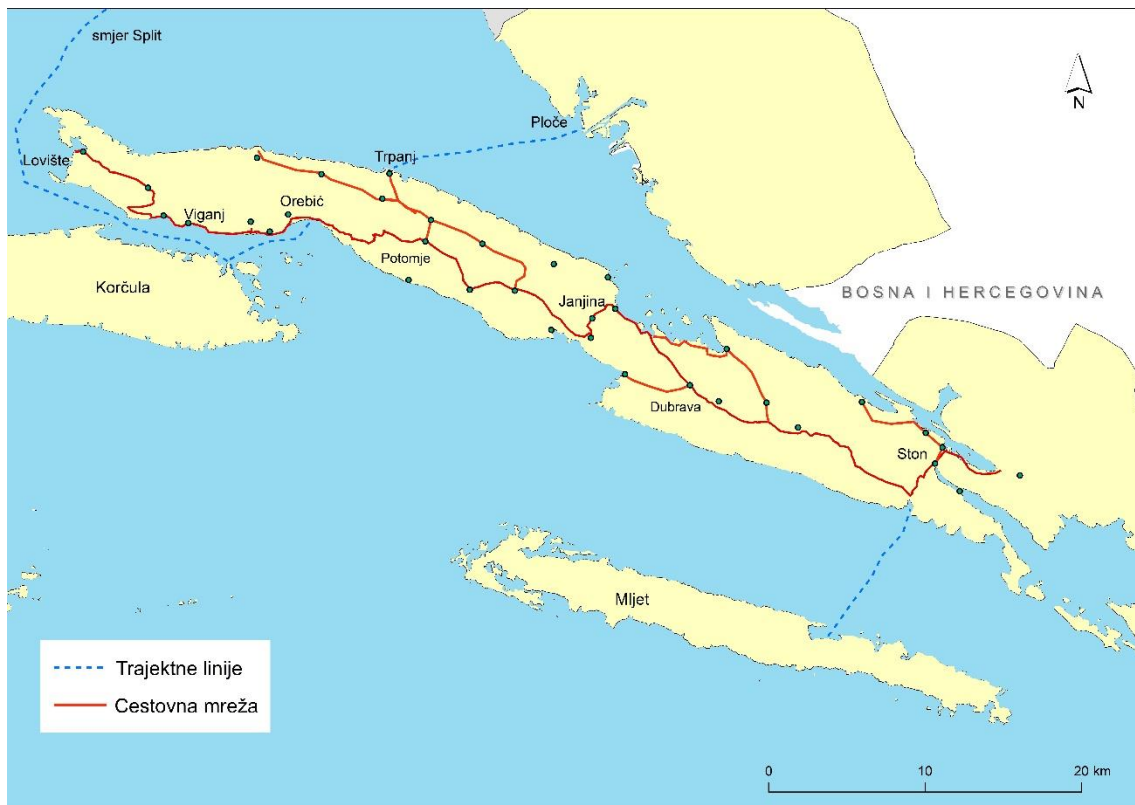 smjer Split
N
Ploče
Lovište
Trpanj
Viganj
Orebić
Potomje
Korčula
Janjina
BOSNA I HERCEGOVINA
Dubrava
Ston
Mljet
Trajektne linije
Cestovna mreža
0 10 20 km